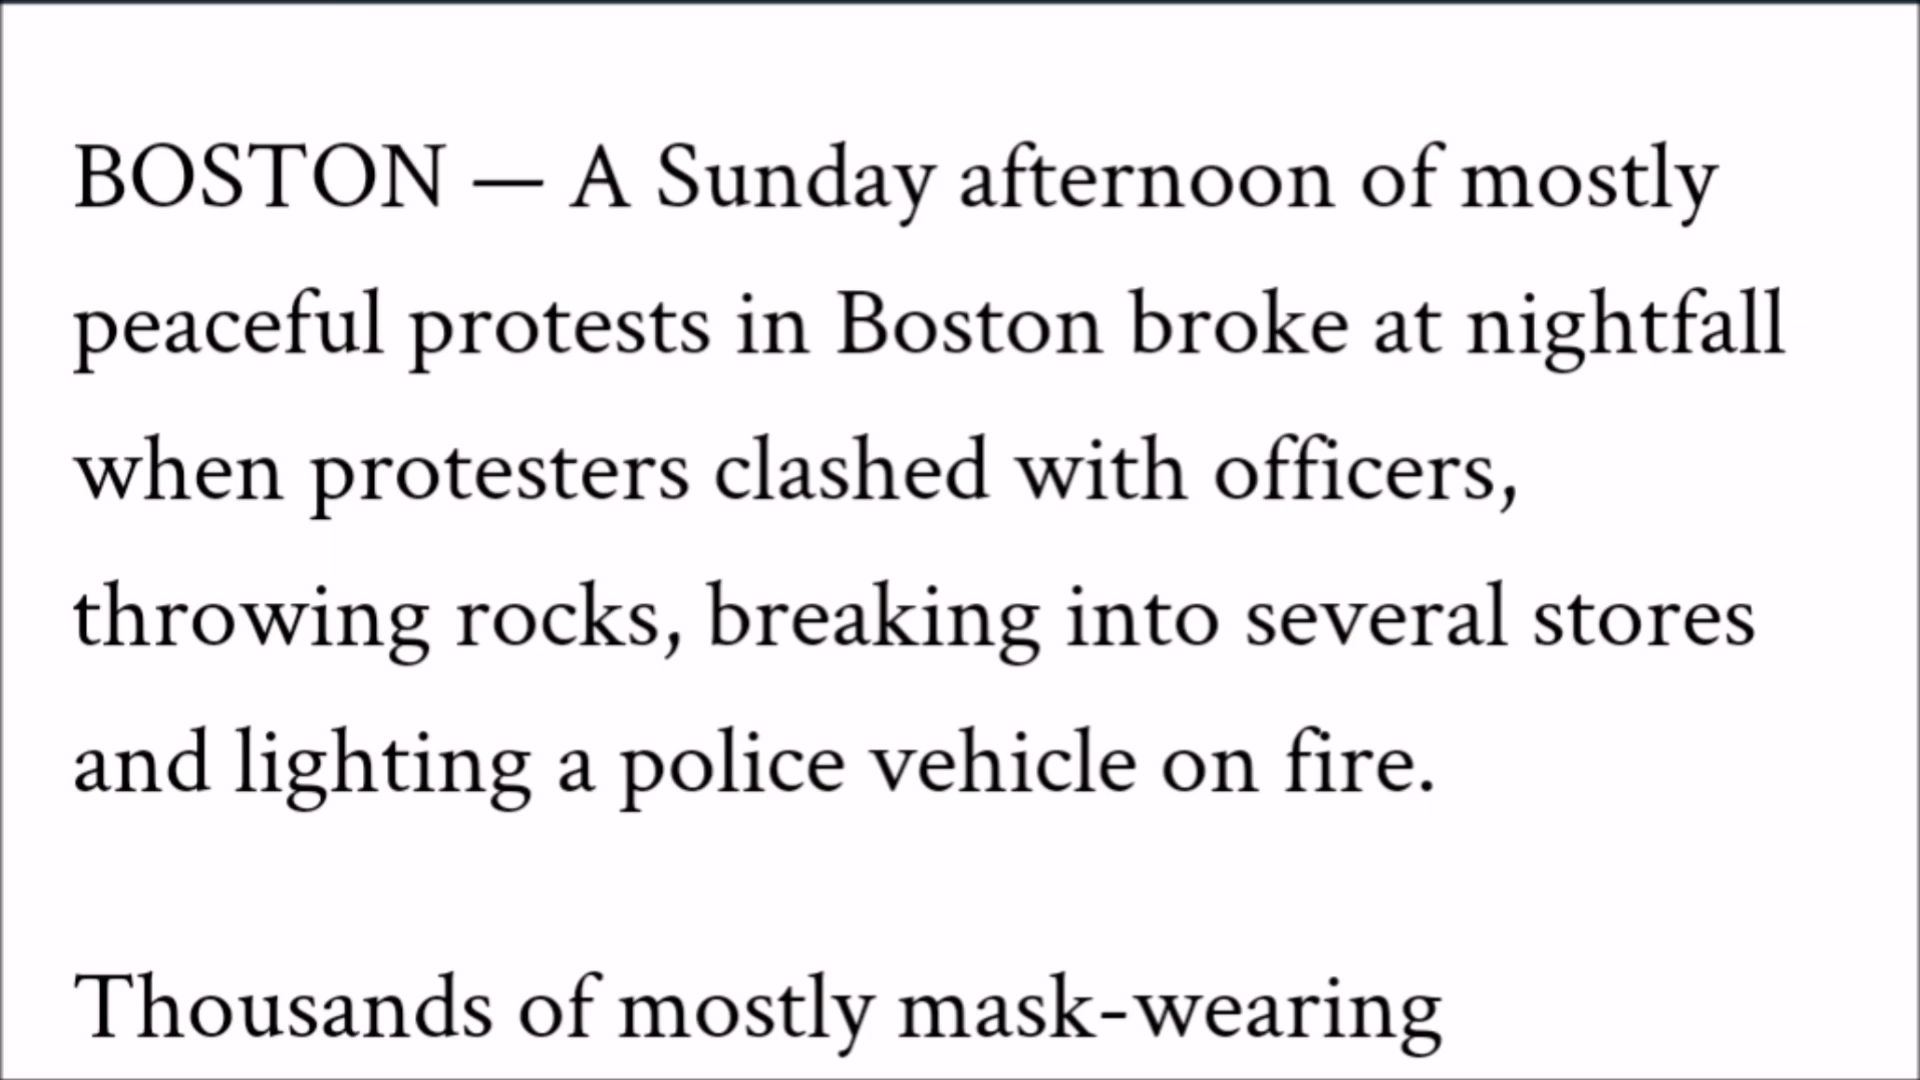 BOSTON — A Sunday afternoon of mostly
peaceful protests in Boston broke at nightfall
when protesters clashed with officers,
throwing rocks, breaking into several stores
and lighting a police vehicle on fire.
Thousands of mostly mask-wearing